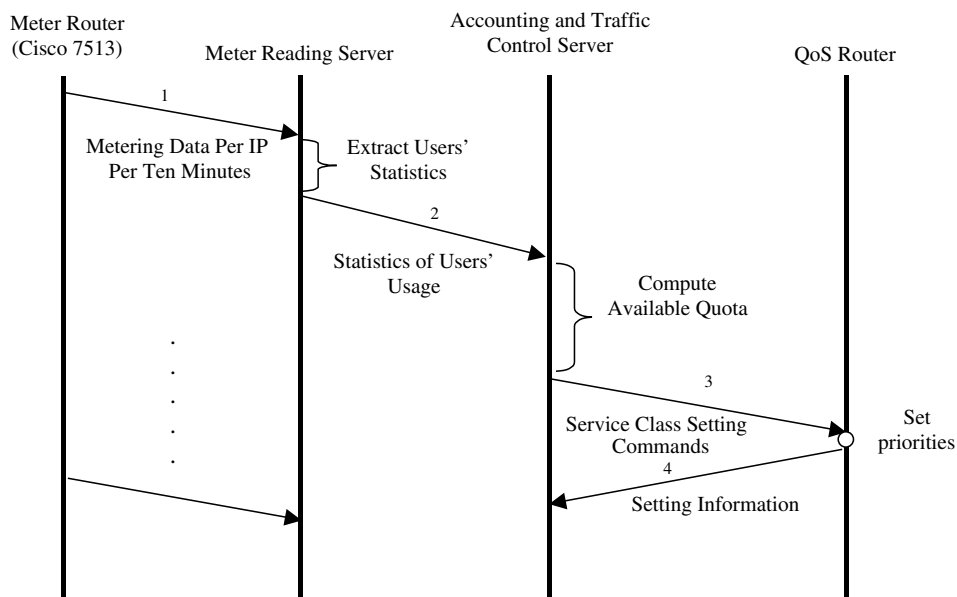 Meter Router
(Cisco 7513)
Meter Reading Server
Accounting and Traffic
Control Server
QoS Router
1
Metering Data Per IP
Per Ten Minutes
Extract Users’
Statistics
2
Statistics of Users’
Usage
Compute
Available Quota
3
Service Class Setting
Commands
Set
priorities
4
Setting Information